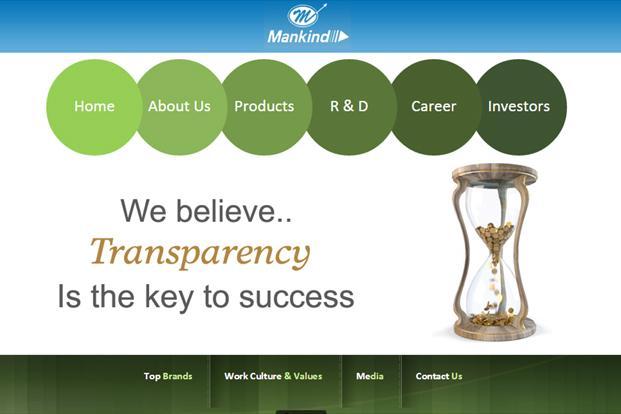 Mankind
Home
About Us
Products
R & D
Career
Investors
We believe..
Transparency
Is the key to success
Top Brands
Work Culture & Values
Media
Contact Us